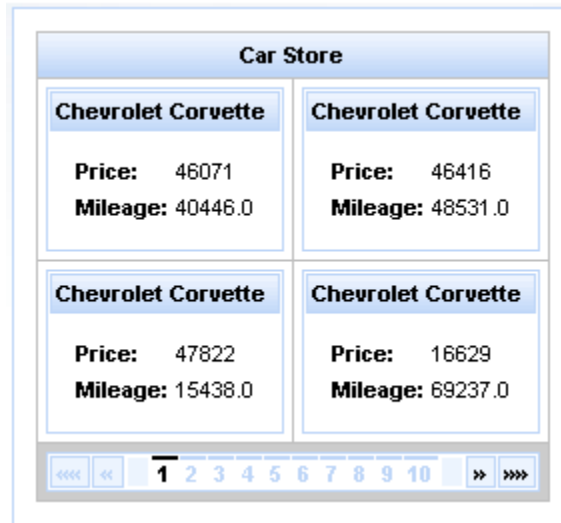 Car Store
Chevrolet Corvette Chevrolet Corvette
Price: 46071 Price: 46416
Mileage: 40446.0 Mileage: 48531.0
Chevrolet Corvette Chevrolet Corvette
Price: 47822 Price: 16629
Mileage: 15438.0 Mileage: 69237.0
«« « 1 2 3 4 5 6 7 8 9 10 » »»